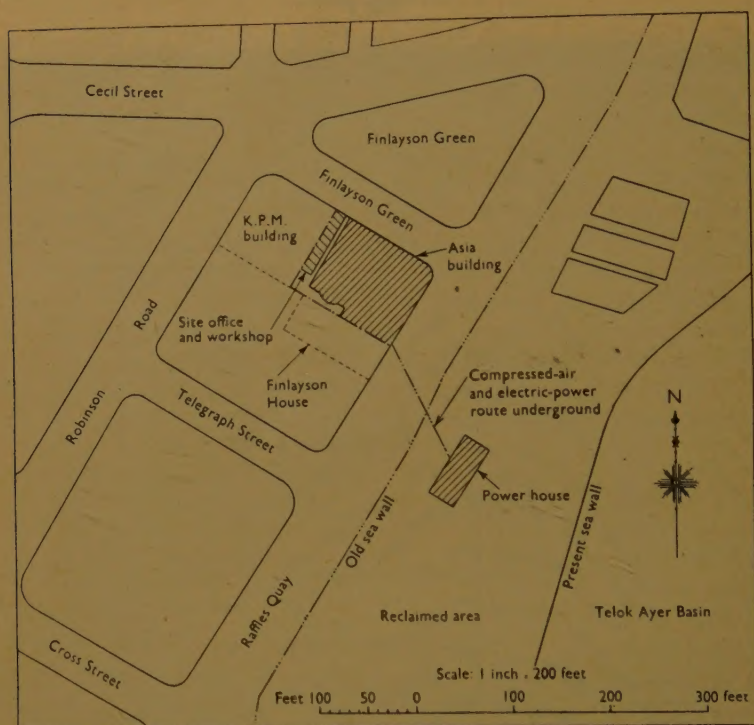 Cecil Street
Finlayson Green
Finlayson Green
K.P.M.
building
Asia
building
Road
Site office
and workshop
Finlayson
House
Compressed-air
and electric-power
route underground
N
Robinson
Telegraph Street
Power house
Old sea wall
Present sea wall
Raffles Quay
Reclaimed area
Telok Ayer Basin
Cross Street
Scale: 1 inch = 200 feet
Feet 100 50 0 100 200 300 feet